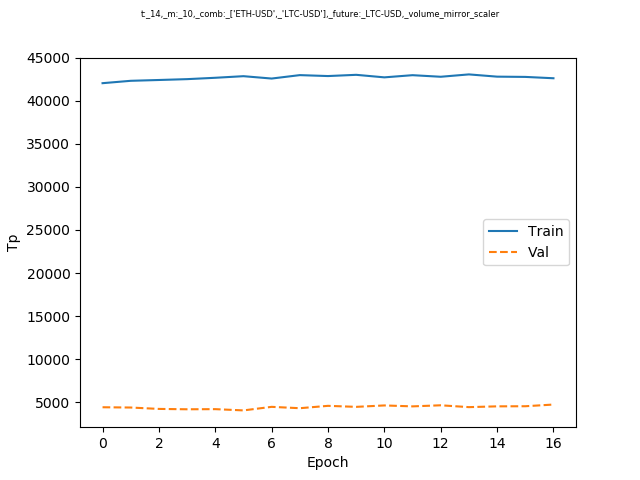 t:_14,_m:_10,_comb:_['ETH-USD',_'LTC-USD'],_future:_LTC-USD,_volume_mirror_scaler
45000
40000
35000
30000
25000
20000
15000
10000
5000
Tp
Train
Val
0 2 4 6 8 10 12 14 16
Epoch